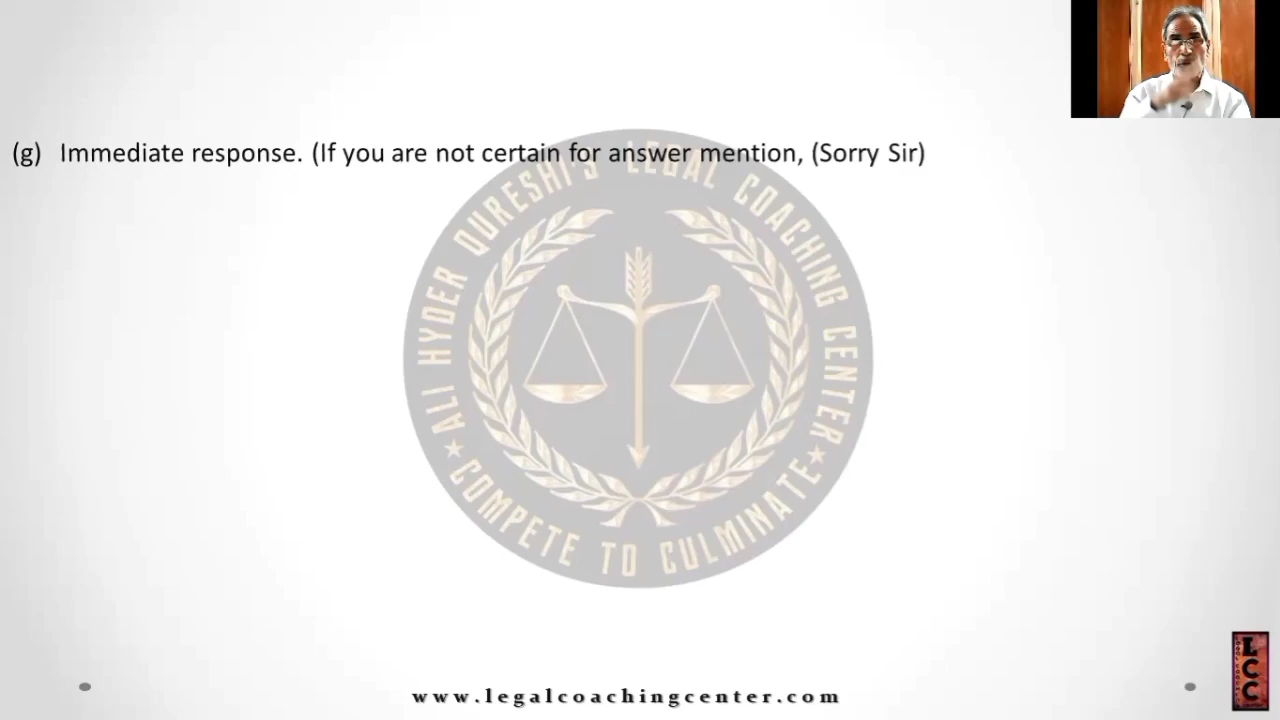 (g) Immediate response. (If you are not certain for answer mention, (Sorry Sir)
ALI HYDER QURESHI'S LEGAL COACHING CENTER
COMPETE TO CULMINATE
www.legalcoachingcenter.com
LCC